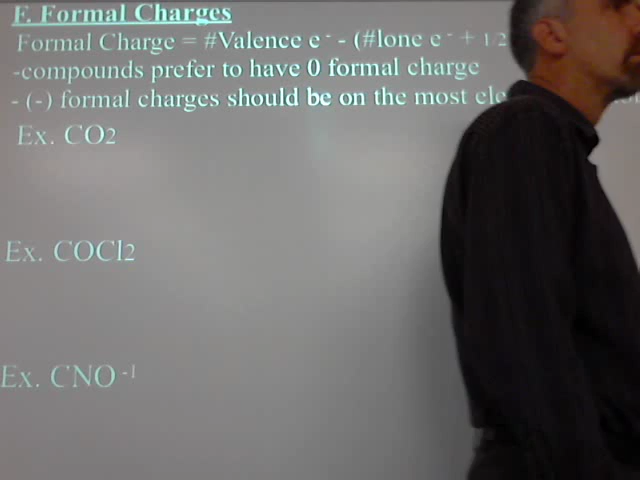 F. Formal Charges
Formal Charge = #Valence e- - (#lone e- + 1/2
-compounds prefer to have 0 formal charge
- (-) formal charges should be on the most ele
Ex. CO2
Ex. COCl2
Ex. CNO -1